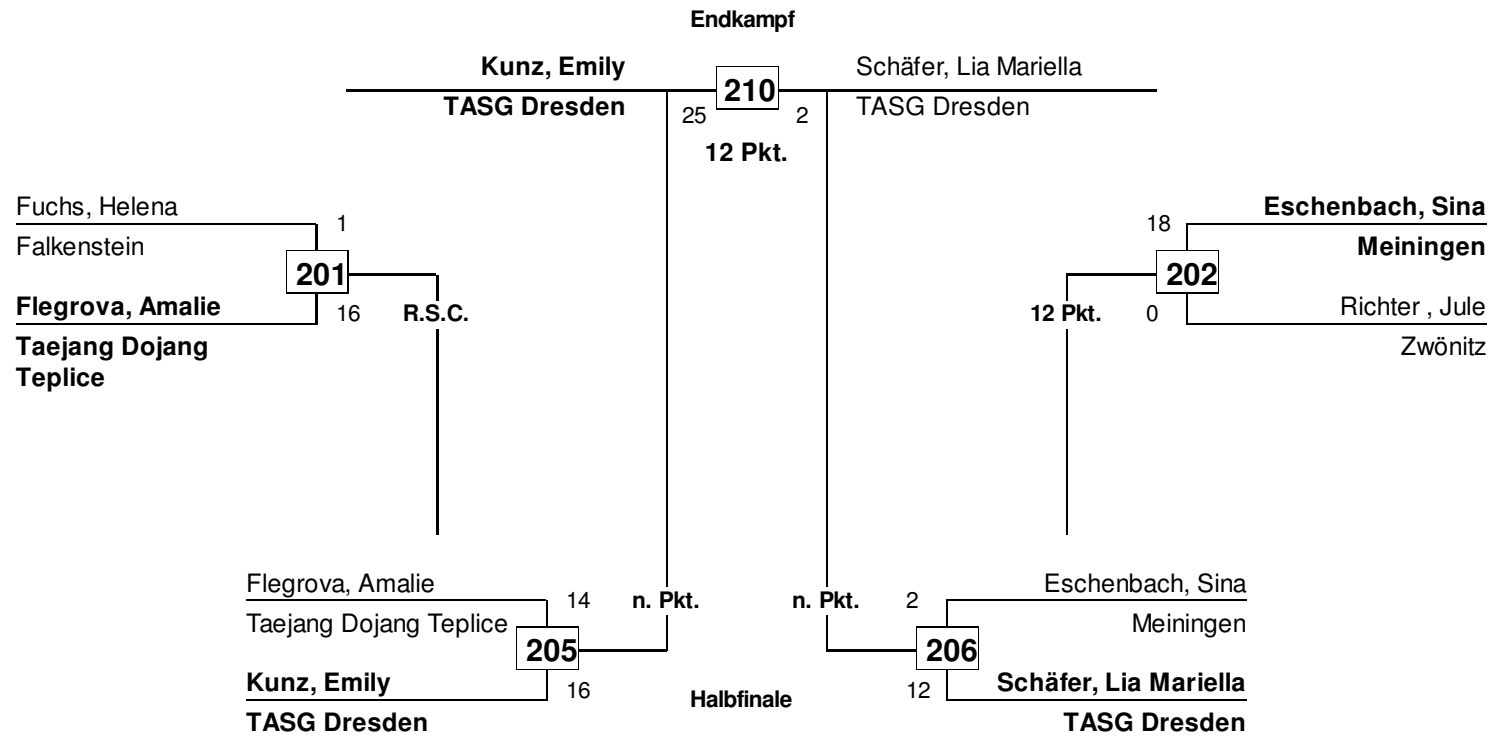 Endkampf
Kunz, Emily
TASG Dresden
25
210
2
12 Pkt.
Schäfer, Lia Mariella
TASG Dresden
Fuchs, Helena
Falkenstein
1
201
Flegrova, Amalie
Taejang Dojang
Teplice
16
R.S.C.
18
Eschenbach, Sina
Meiningen
202
12 Pkt.
0
Richter , Jule
Zwönitz
Flegrova, Amalie
Taejang Dojang Teplice
14
n. Pkt.
205
Kunz, Emily
TASG Dresden
16
Halbfinale
n. Pkt.
2
Eschenbach, Sina
Meiningen
206
12
Schäfer, Lia Mariella
TASG Dresden